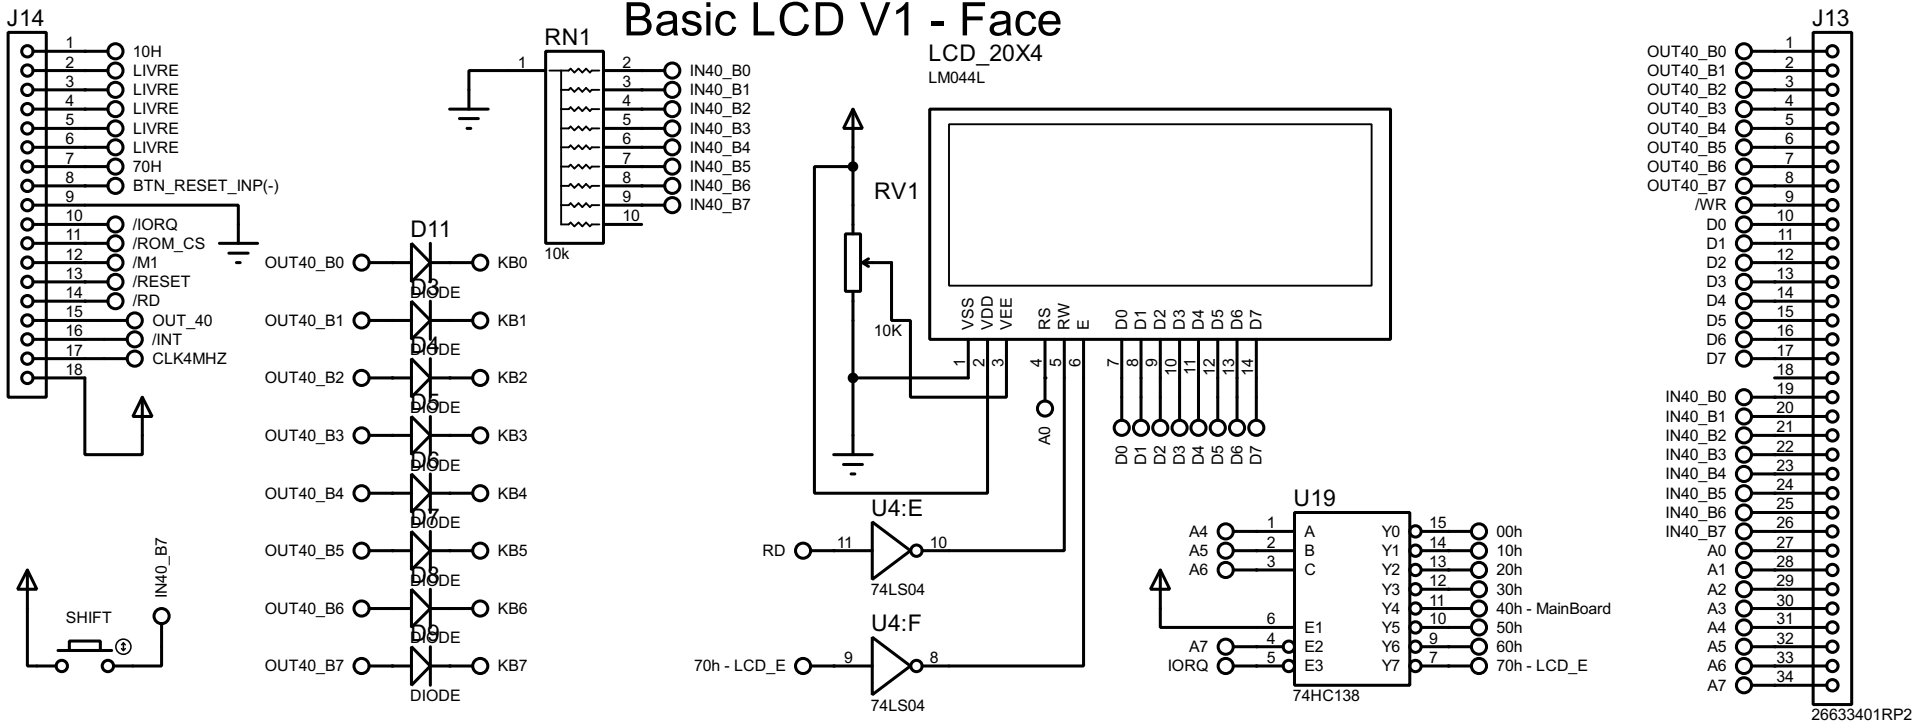 Basic LCD V1 - Face
J14
1 10H
2 LIVRE
3 LIVRE
4 LIVRE
5 LIVRE
6 LIVRE
7 70H
8 BTN_RESET_INP(-)
9
10 /IORQ
11 /ROM_CS
12 /M1
13 /RESET
14 /RD
15 OUT_40
16 /INT
17 CLK4MHZ
18
SHIFT
IN40_B7
RN1
1
2 IN40_B0
3 IN40_B1
4 IN40_B2
5 IN40_B3
6 IN40_B4
7 IN40_B5
8 IN40_B6
9 IN40_B7
10
10k
D11
OUT40_B0 KB0
DIODE
D3
OUT40_B1 KB1
DIODE
D4
OUT40_B2 KB2
DIODE
D5
OUT40_B3 KB3
DIODE
D6
OUT40_B4 KB4
DIODE
D7
OUT40_B5 KB5
DIODE
D8
OUT40_B6 KB6
DIODE
D9
OUT40_B7 KB7
DIODE
LCD_20X4
LM044L
RV1
10K
VSS VDD VEE RS RW E D0 D1 D2 D3 D4 D5 D6 D7
1 2 3 4 5 6 7 8 9 10 11 12 13 14
A0
D0 D1 D2 D3 D4 D5 D6 D7
U4:E
RD 11 10
74LS04
U4:F
70h - LCD_E 9 8
74LS04
U19
A4 1 A Y0 15 00h
A5 2 B Y1 14 10h
A6 3 C Y2 13 20h
Y3 12 30h
Y4 11 40h - MainBoard
6 E1 Y5 10 50h
A7 4 E2 Y6 9 60h
IORQ 5 E3 Y7 7 70h - LCD_E
74HC138
J13
OUT40_B0 1
OUT40_B1 2
OUT40_B2 3
OUT40_B3 4
OUT40_B4 5
OUT40_B5 6
OUT40_B6 7
OUT40_B7 8
/WR 9
D0 10
D1 11
D2 12
D3 13
D4 14
D5 15
D6 16
D7 17
18
IN40_B0 19
IN40_B1 20
IN40_B2 21
IN40_B3 22
IN40_B4 23
IN40_B5 24
IN40_B6 25
IN40_B7 26
A0 27
A1 28
A2 29
A3 30
A4 31
A5 32
A6 33
A7 34
26633401RP2